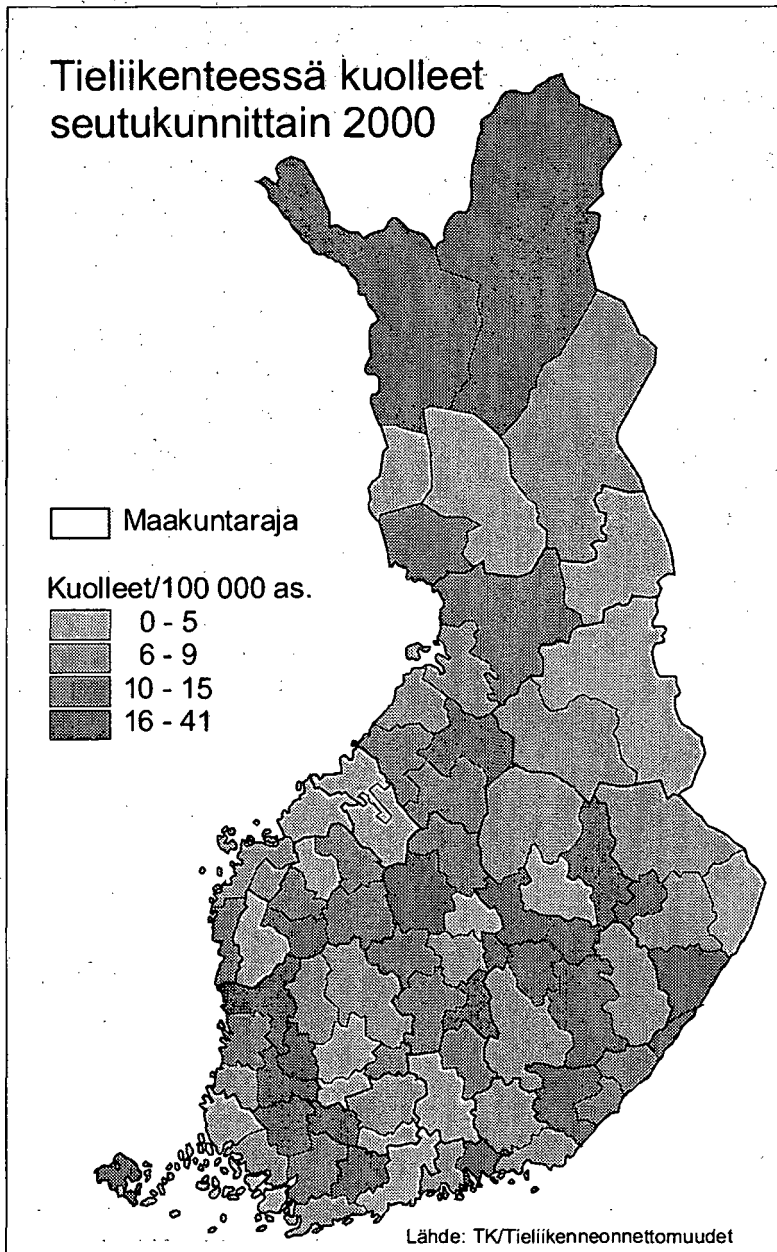 Tieliikenteessä kuolleet
seutukunnittain 2000
Maakuntaraja
Kuolleet/100 000 as.
0 - 5
6 - 9
10 - 15
16 - 41
Lähde: TK/Tieliikenneonnettomuudet